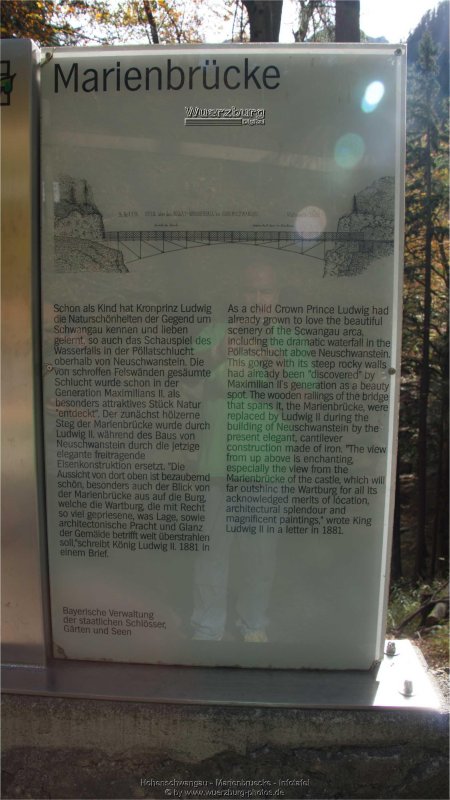 Marienbrücke
Wuerzburg
Digital
Schon als Kind hat Kronprinz Ludwig
die Naturschönheiten der Gegend um
Schwangau kennen und lieben
gelernt, so auch das Schauspiel des
Wasserfalls in der Pöllatschlucht
oberhalb von Neuschwanstein. Die
von schroffen Felswänden gesäumte
Schlucht wurde schon in der
Generation Maximilians II. als
besonders attraktives Stück Natur
"entdeckt". Der zunächst hölzerne
Steg der Marienbrücke wurde durch
Ludwig II. während des Baus von
Neuschwanstein durch die jetzige
elegante freitragende
Eisenkonstruktion ersetzt. "Die
Aussicht von dort oben ist bezaubernd
schön, besonders auch der Blick von
der Marienbrücke aus auf die Burg,
welche die Wartburg, die mit Recht
so viel gepriesene, was Lage, sowie
architektonische Pracht und Glanz
der Gemälde betrifft weit überstrahlen
soll,"schreibt König Ludwig II. 1881 in
einem Brief.
As a child Crown Prince Ludwig had
already grown to love the beautiful
scenery of the Scwangau area,
including the dramatic waterfall in the
Pöllatschlucht above Neuschwanstein.
This gorge with its steep rocky walls
had already been "discovered" by
Maximilian II's generation as a beauty
spot. The wooden railings of the bridge
that spans it, the Marienbrücke, were
replaced by Ludwig II during the
building of Neuschwanstein by the
present elegant, cantilever
construction made of iron. "The view
from up above is enchanting,
especially the view from the
Marienbrücke of the castle, which will
far outshine the Wartburg for all its
acknowledged merits of location,
architectural splendour and
magnificent paintings," wrote King
Ludwig II in a letter in 1881.
Bayerische Verwaltung
der staatlichen Schlösser,
Gärten und Seen
Hohenschwangau - Marienbruecke - Infotafel
© by www.wuerzburg-photos.de